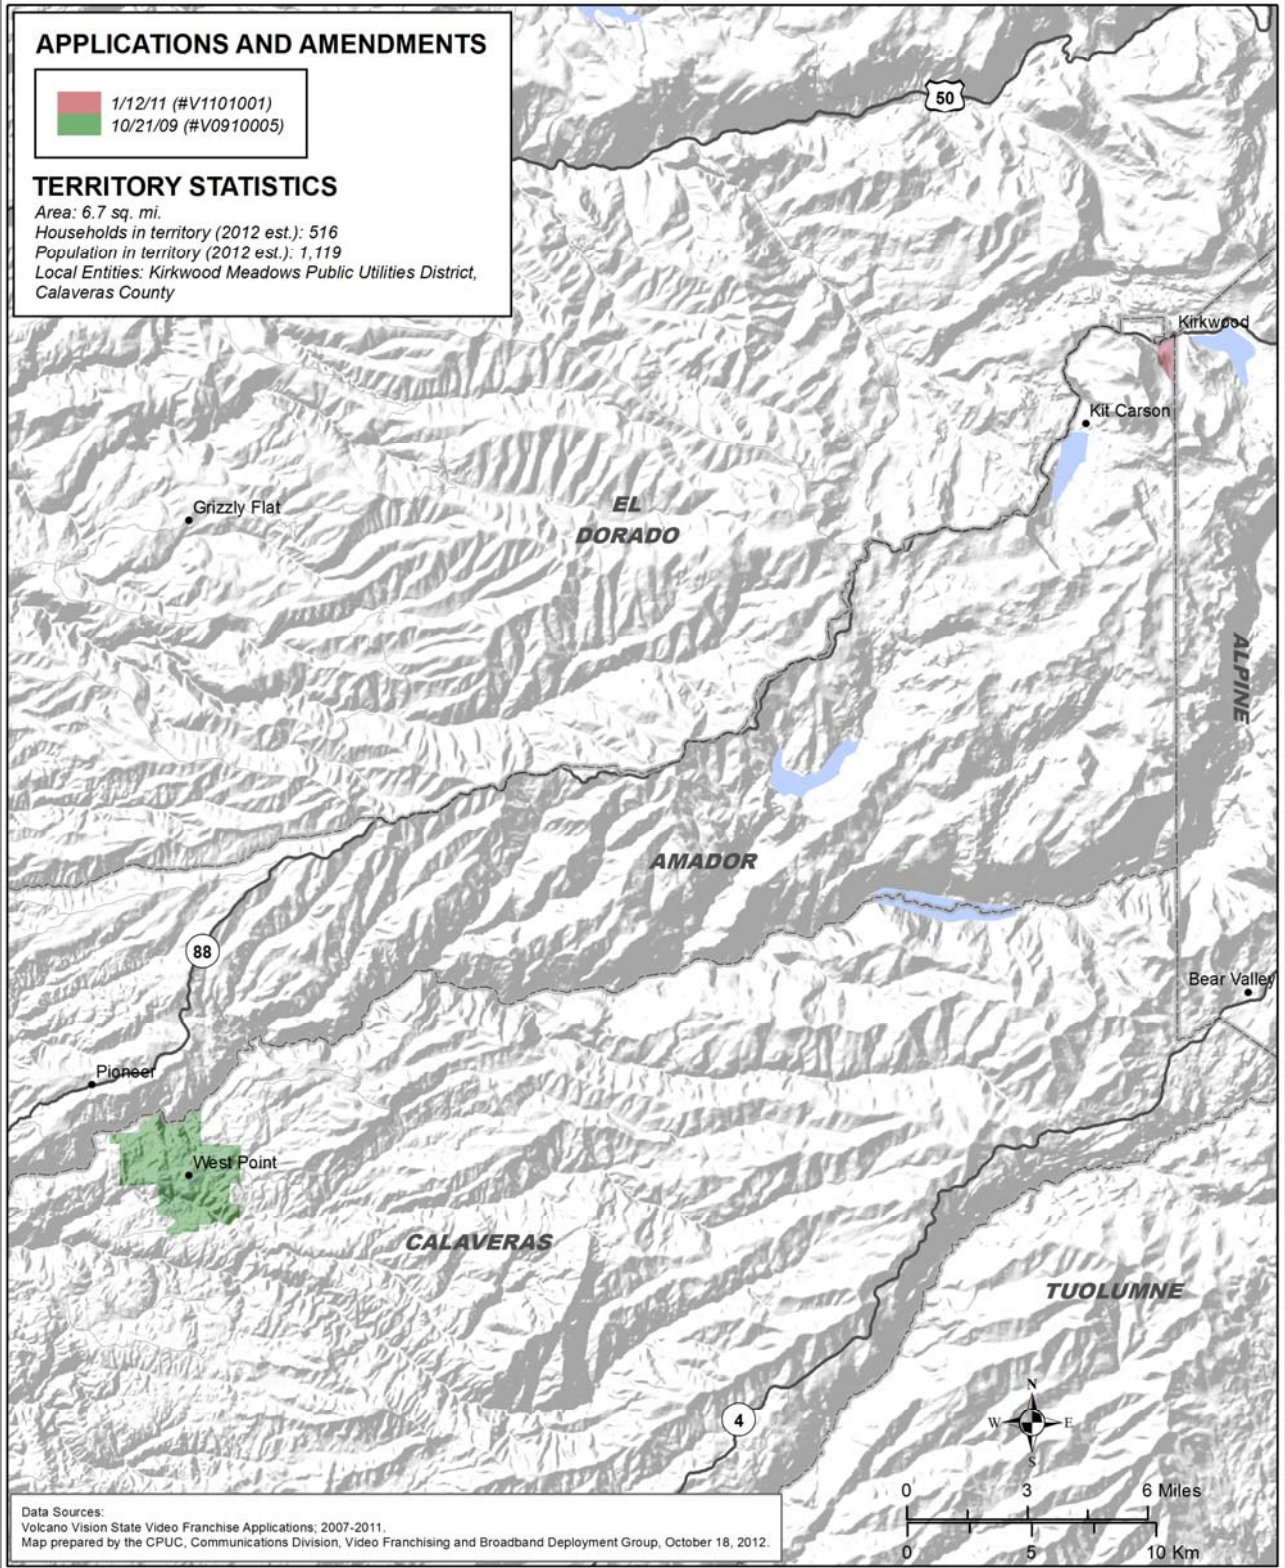 APPLICATIONS AND AMENDMENTS
1/12/11 (#V1101001)
10/21/09 (#V0910005)
TERRITORY STATISTICS
Area: 6.7 sq. mi.
Households in territory (2012 est.): 516
Population in territory (2012 est.): 1,119
Local Entities: Kirkwood Meadows Public Utilities District,
Calaveras County
50
Kirkwood
Kit Carson
Grizzly Flat
EL
DORADO
ALPINE
AMADOR
88
Bear Valley
Pioneer
West Point
CALAVERAS
TUOLUMNE
4
N
W E
S
0 3 6 Miles
0 5 10 Km
Data Sources:
Volcano Vision State Video Franchise Applications; 2007-2011.
Map prepared by the CPUC, Communications Division, Video Franchising and Broadband Deployment Group, October 18, 2012.